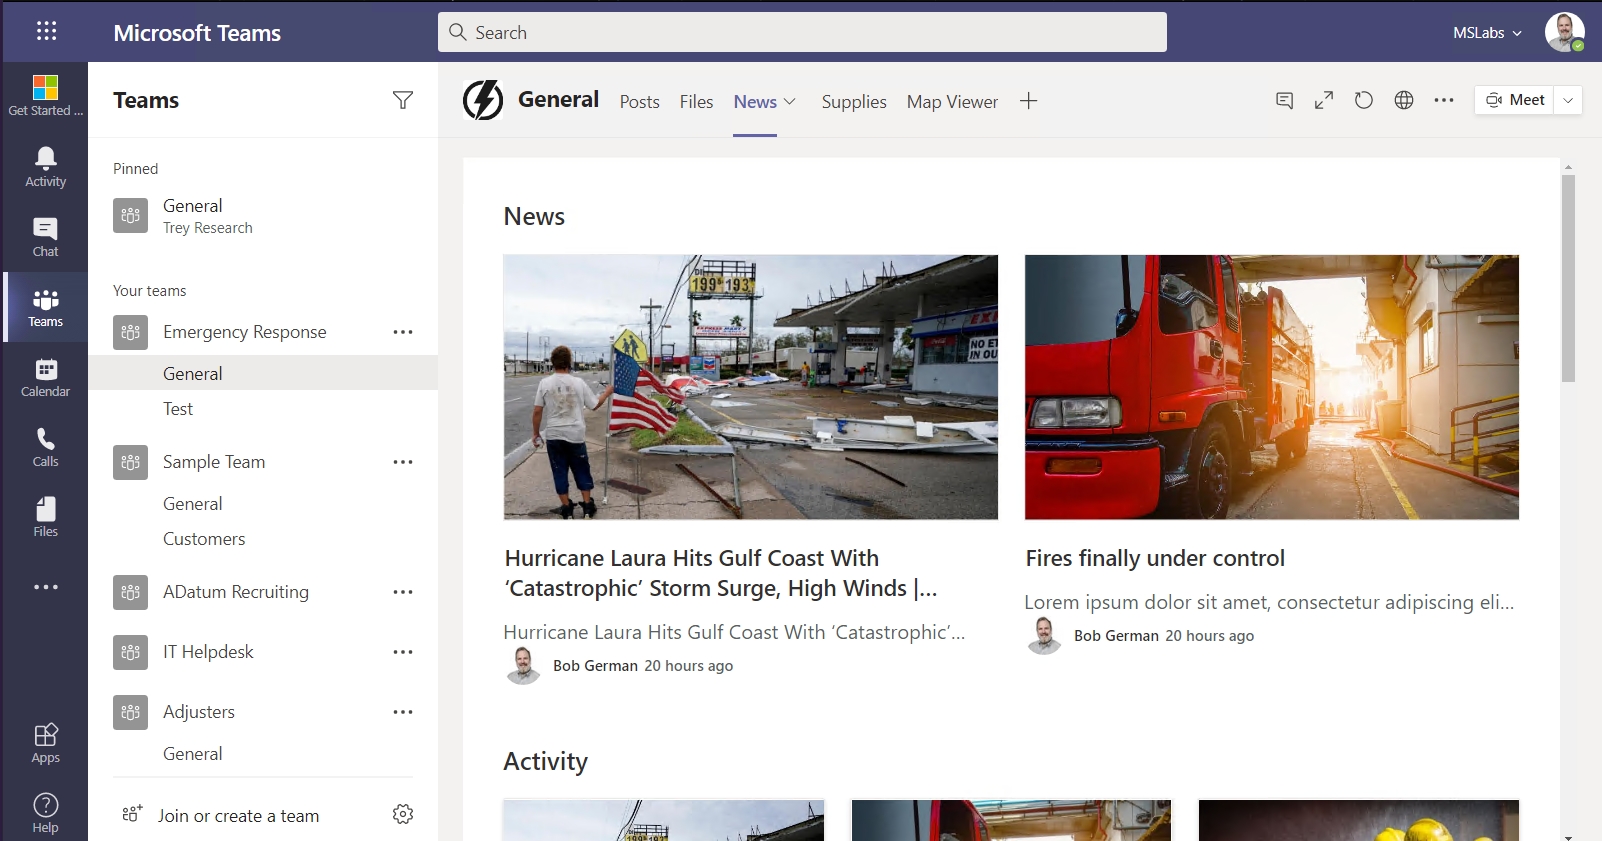 Microsoft Teams
Search
MSLabs
Get Started ...
Activity
Chat
Teams
Calendar
Calls
Files
Apps
Help
Teams
Pinned
General
Trey Research
Your teams
Emergency Response
General
Test
Sample Team
General
Customers
ADatum Recruiting
IT Helpdesk
Adjusters
General
Join or create a team
General Posts Files News Supplies Map Viewer
Meet
News
199 193
EXPRESS MART
Hurricane Laura Hits Gulf Coast With
‘Catastrophic’ Storm Surge, High Winds |...
Hurricane Laura Hits Gulf Coast With ‘Catastrophic’...
Bob German 20 hours ago
Fires finally under control
Lorem ipsum dolor sit amet, consectetur adipiscing eli...
Bob German 20 hours ago
Activity